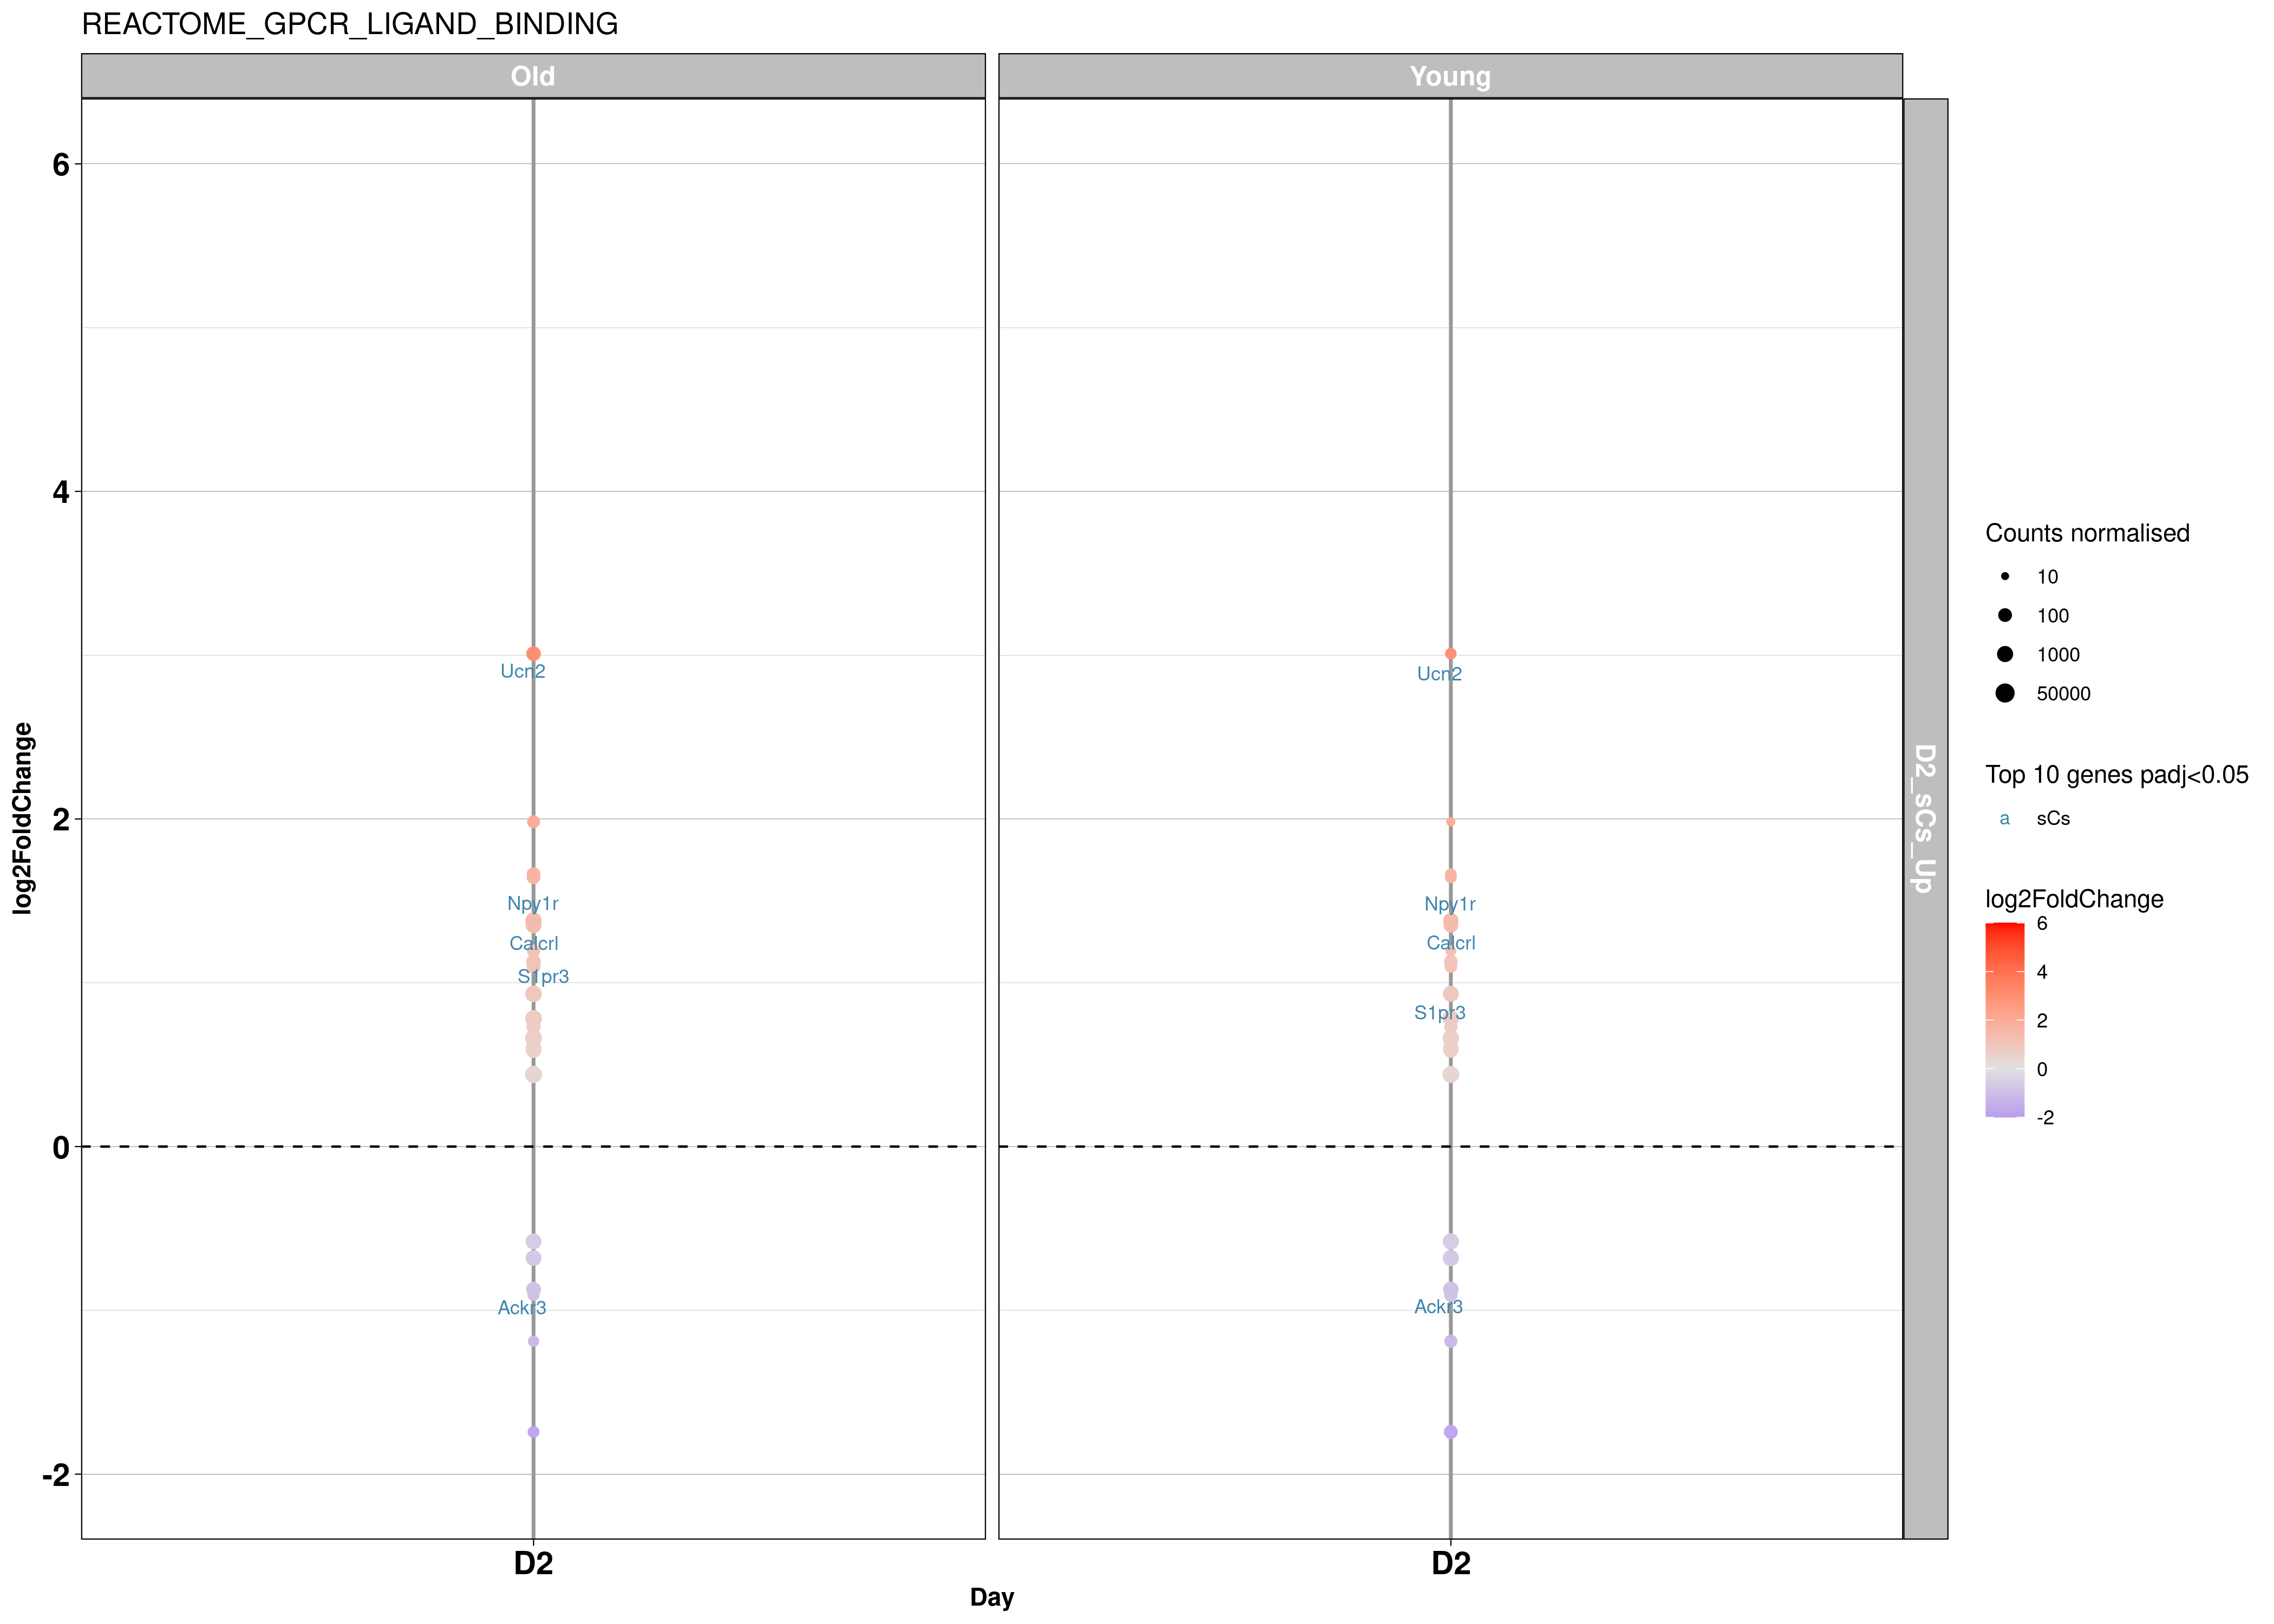 REACTOME_GPCR_LIGAND_BINDING
Old
Young
6
4
2
0
-2
log2FoldChange
Ucn2
Npy1r
Calcrl
S1pr3
Ackr3
Ucn2
Npy1r
Calcrl
S1pr3
Ackr3
D2_sCs_Up
D2
D2
Day
Counts normalised
10
100
1000
50000
Top 10 genes padj<0.05
a sCs
log2FoldChange
6
4
2
0
-2